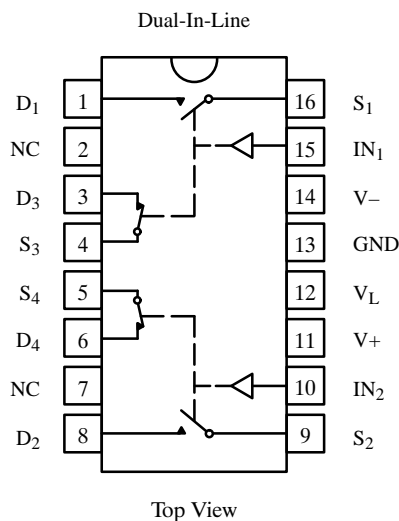 Dual-In-Line
D1 1 16 S1
NC 2 15 IN1
D3 3 14 V–
S3 4 13 GND
S4 5 12 VL
D4 6 11 V+
NC 7 10 IN2
D2 8 9 S2
Top View